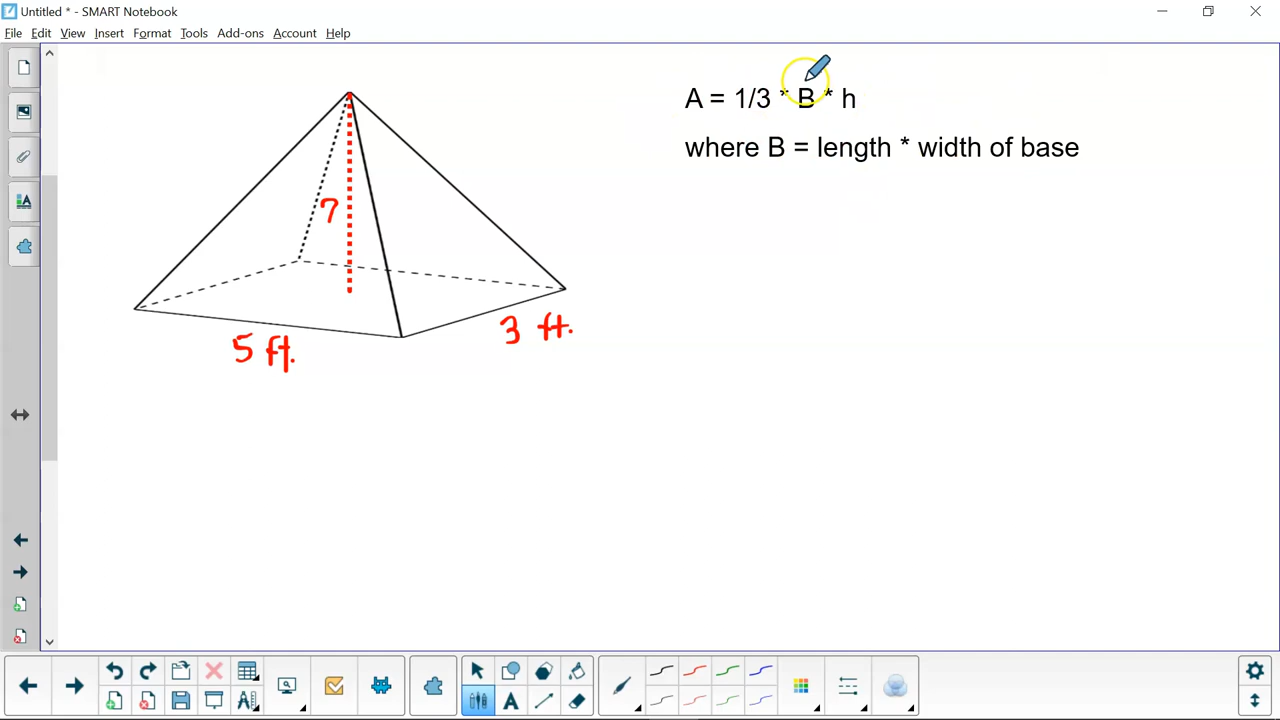 Untitled * - SMART Notebook
File Edit View Insert Format Tools Add-ons Account Help
A = 1/3 * B * h
where B = length * width of base
7
5 ft.
3 ft.
A